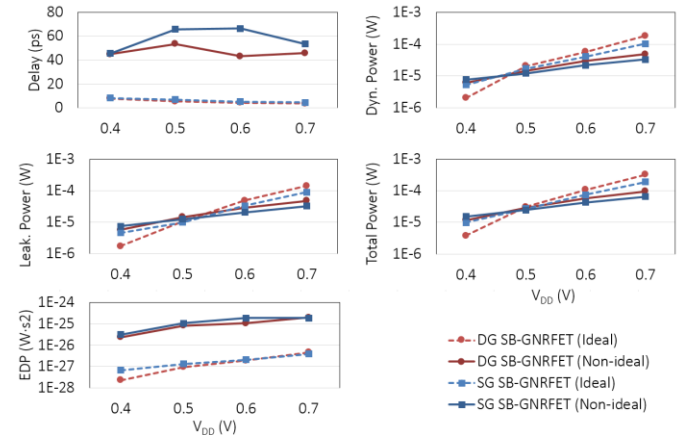 80
60
40
20
0
Delay (ps)
0.4 0.5 0.6 0.7
1E-3
1E-4
1E-5
1E-6
Dyn. Power (W)
0.4 0.5 0.6 0.7
1E-3
1E-4
1E-5
1E-6
Leak. Power (W)
0.4 0.5 0.6 0.7
1E-3
1E-4
1E-5
1E-6
Total Power (W)
0.4 0.5 0.6 0.7
V_DD (V)
1E-24
1E-25
1E-26
1E-27
1E-28
EDP (W·s2)
0.4 0.5 0.6 0.7
V_DD (V)
DG SB-GNRFET (Ideal)
DG SB-GNRFET (Non-ideal)
SG SB-GNRFET (Ideal)
SG SB-GNRFET (Non-ideal)